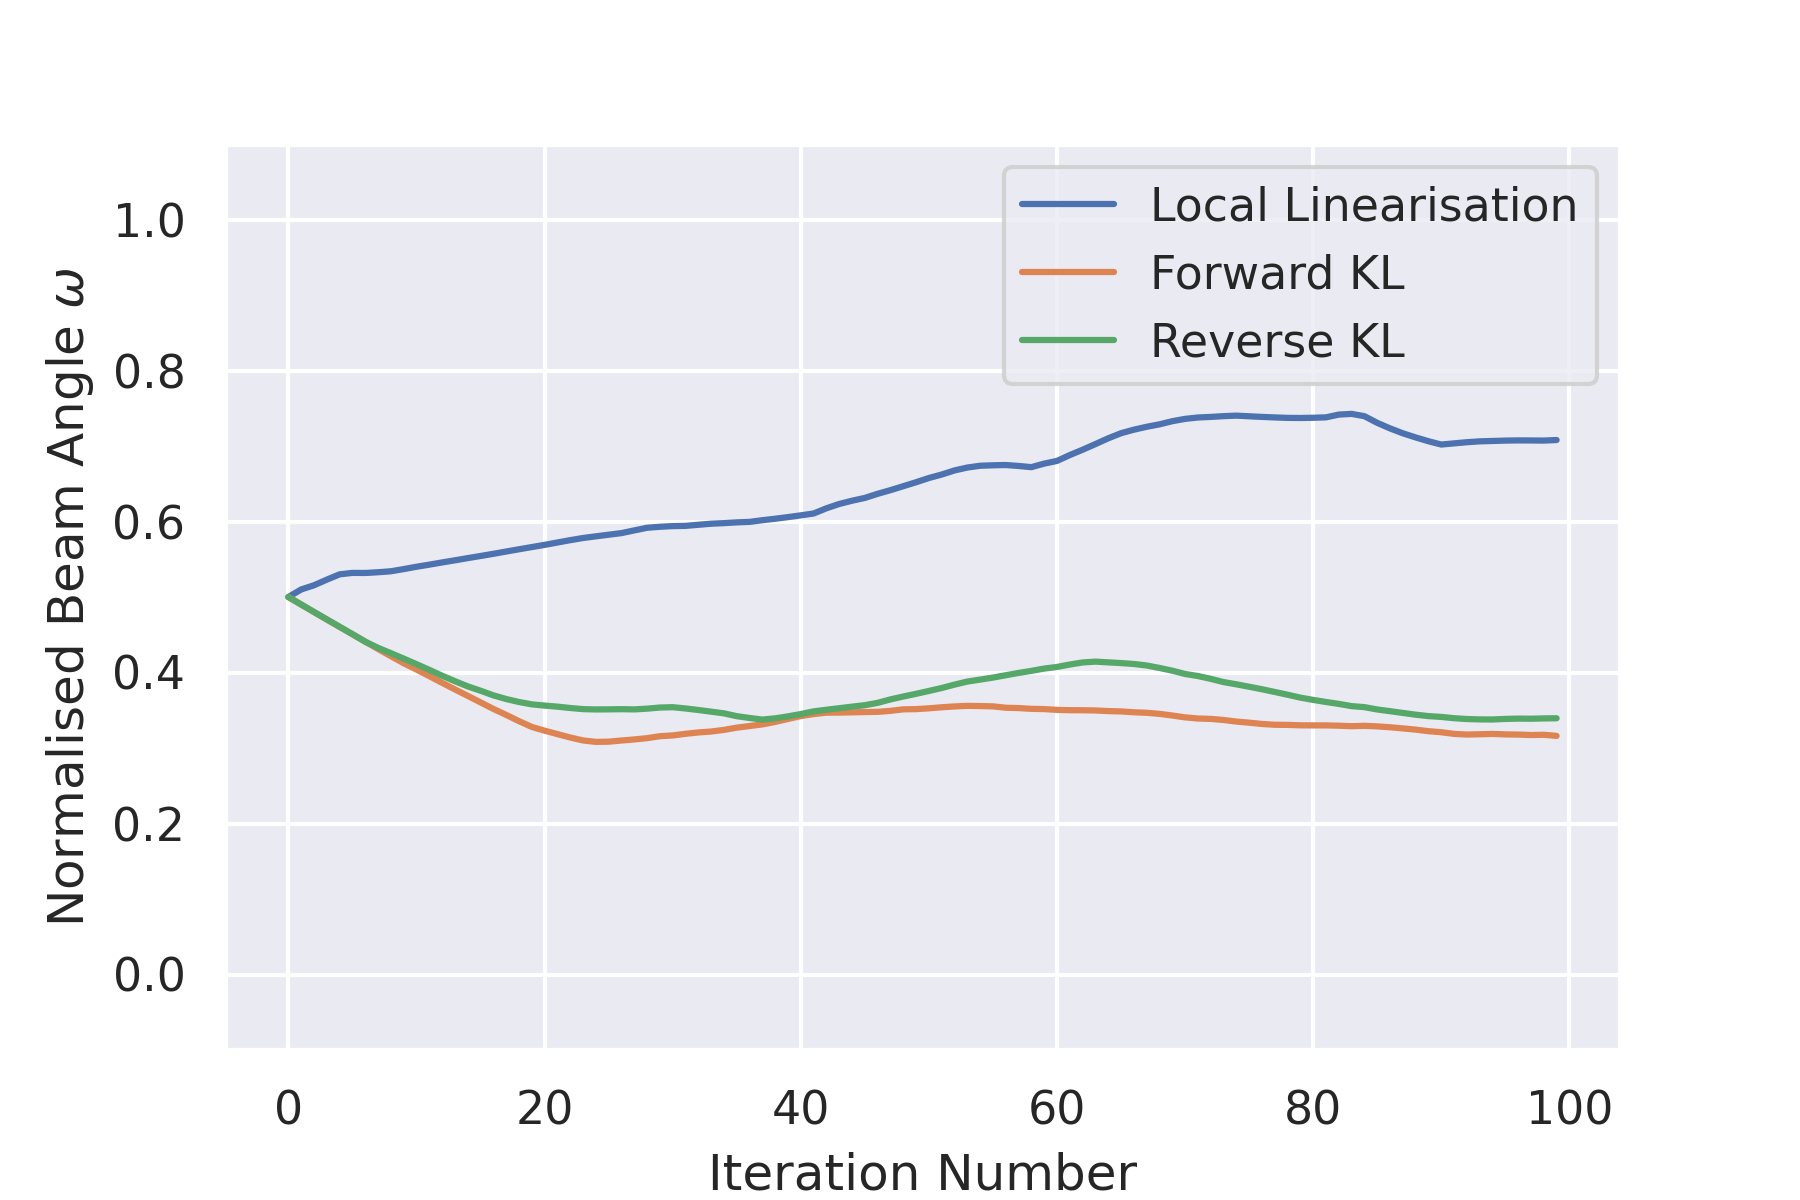 Normalised Beam Angle ω
1.0
0.8
0.6
0.4
0.2
0.0
Local Linearisation
Forward KL
Reverse KL
0 20 40 60 80 100
Iteration Number